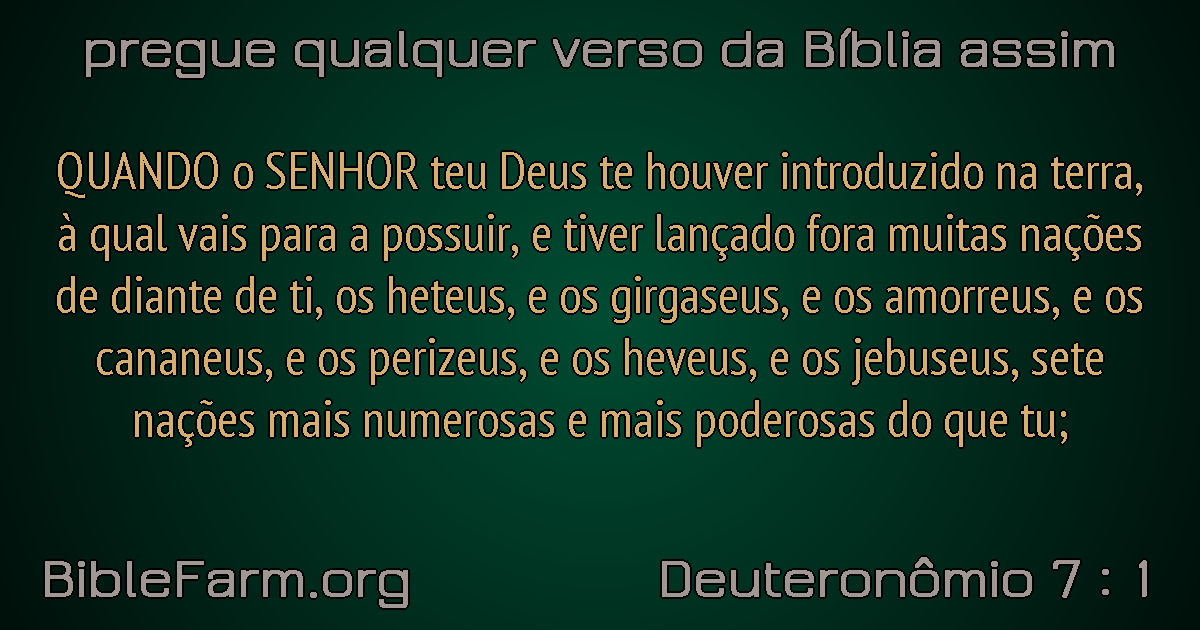 pregue qualquer verso da Bíblia assim
QUANDO o SENHOR teu Deus te houver introduzido na terra,
à qual vais para a possuir, e tiver lançado fora muitas nações
de diante de ti, os heteus, e os girgaseus, e os amorreus, e os
cananeus, e os perizeus, e os heveus, e os jebuseus, sete
nações mais numerosas e mais poderosas do que tu;
BibleFarm.org
Deuteronômio 7 : 1